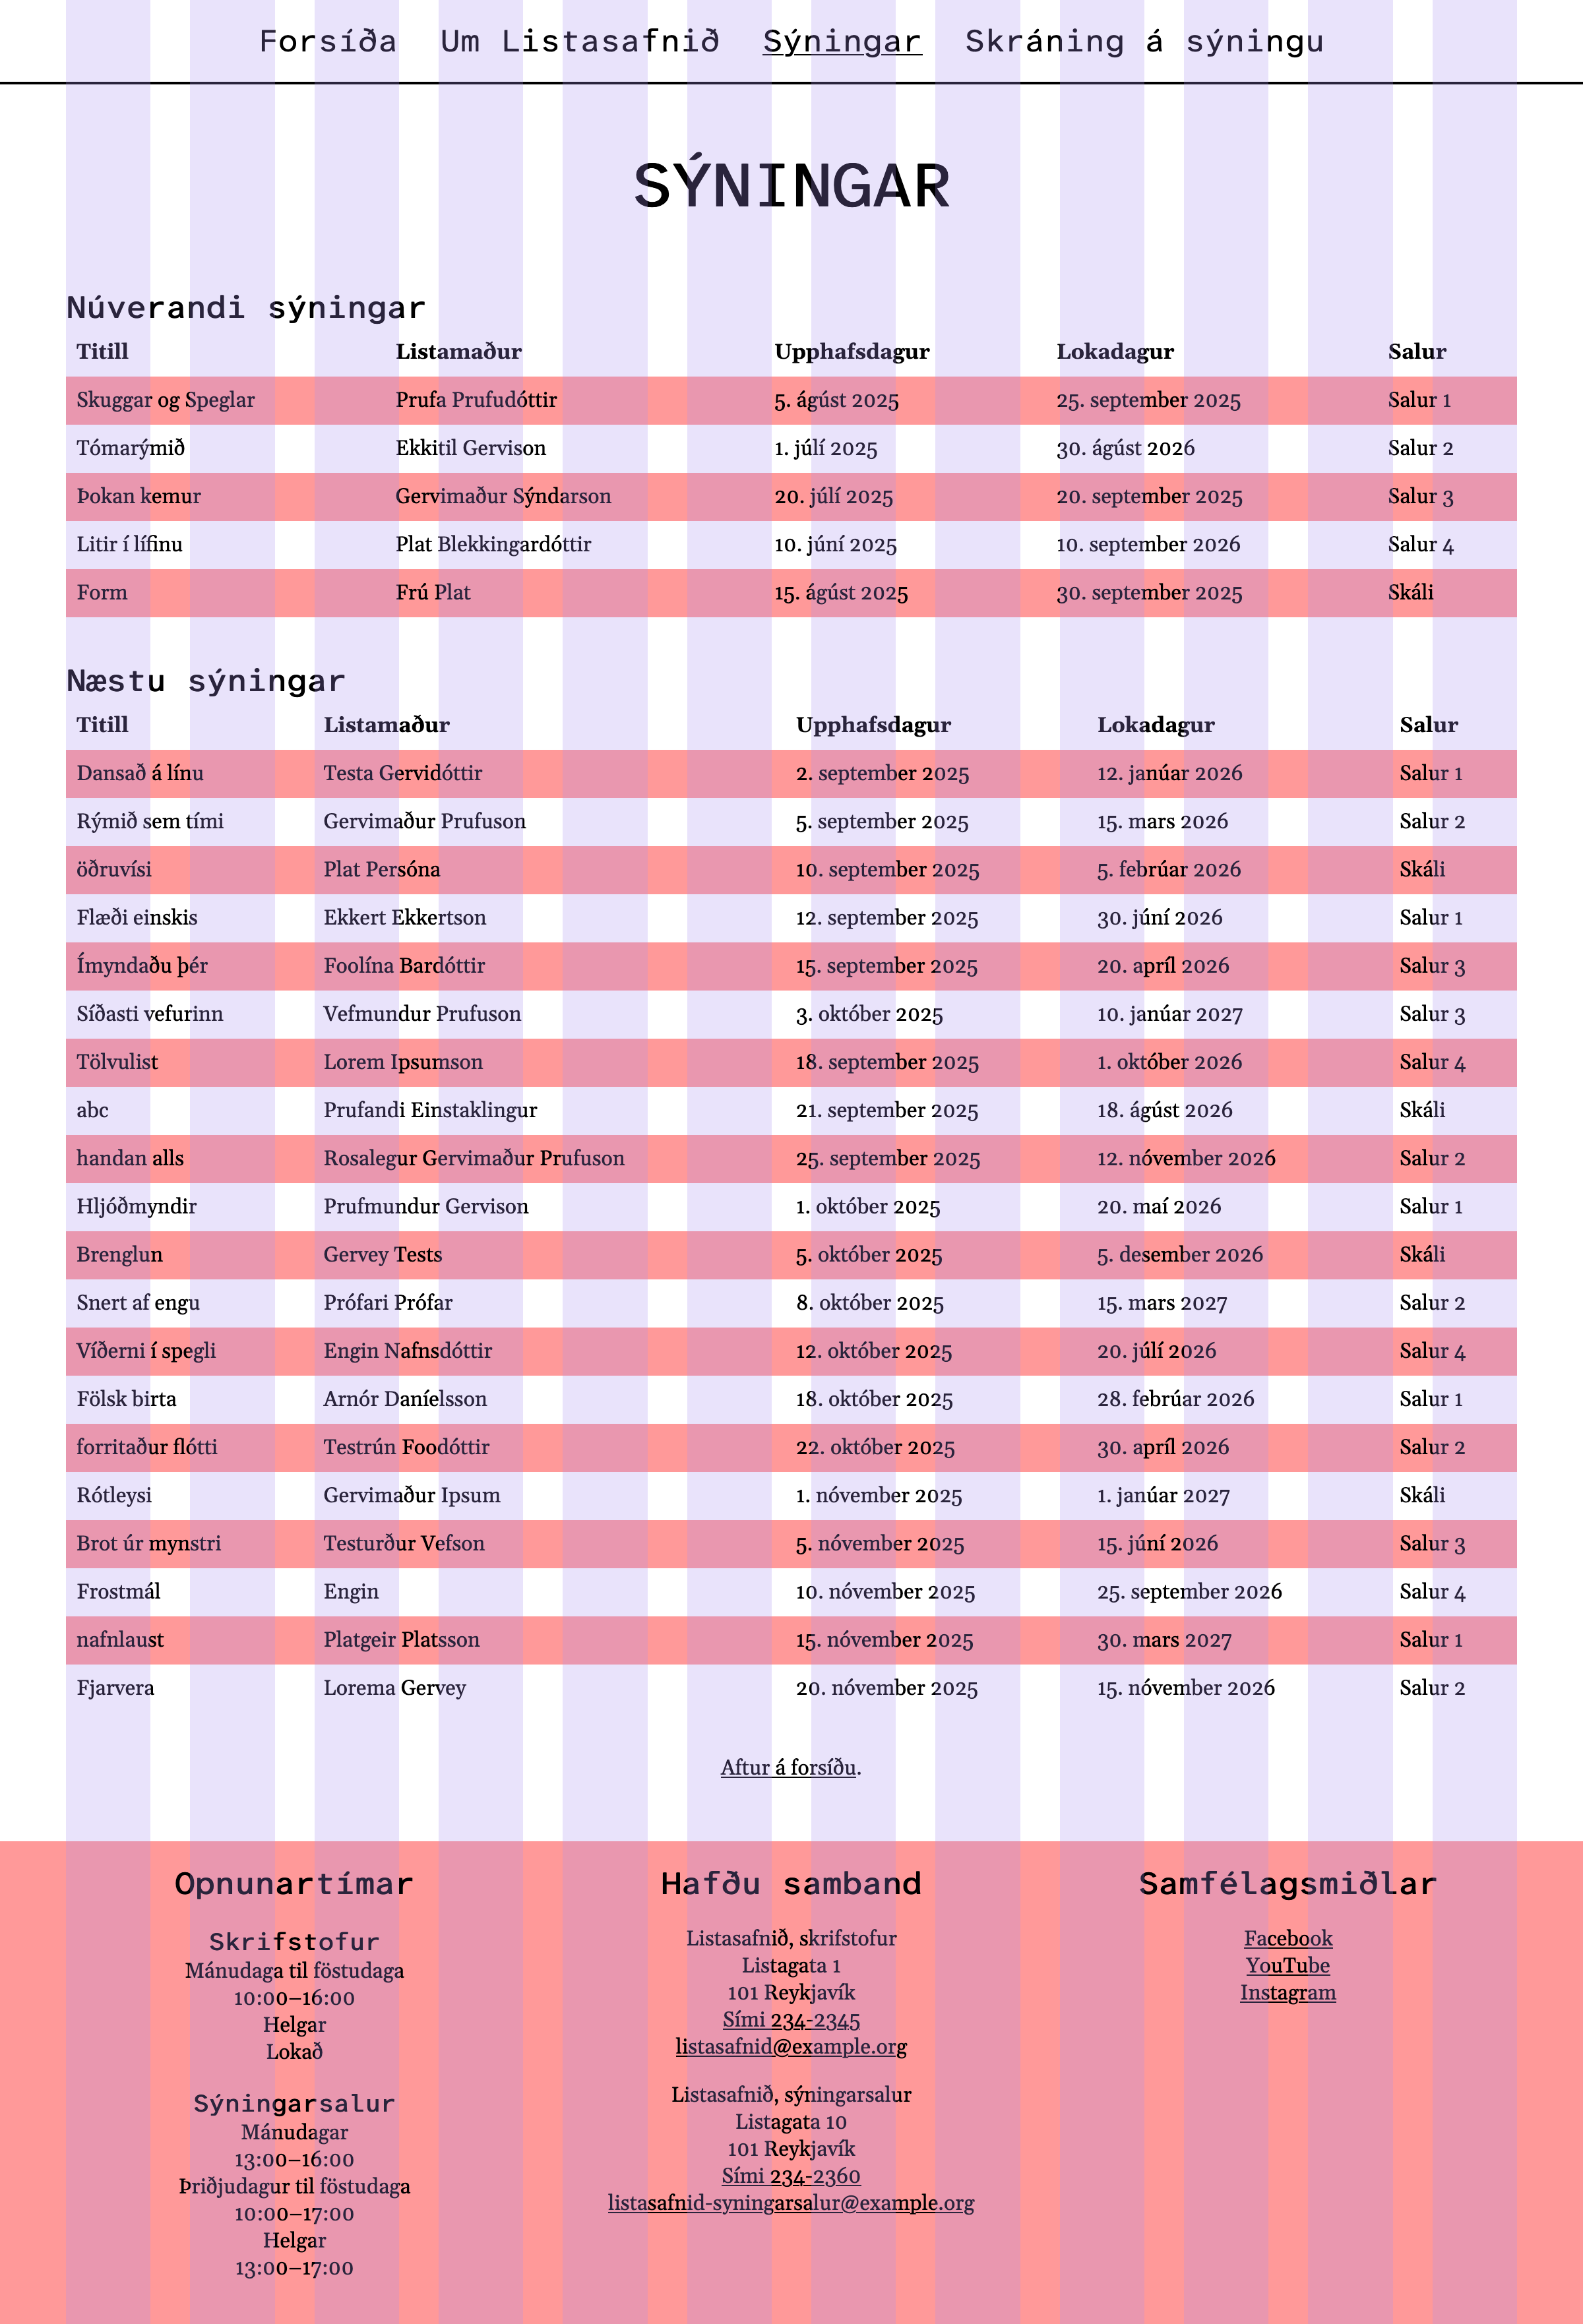 Forsíða Um Listasafnið Sýningar Skráning á sýningu
SÝNINGAR
Núverandi sýningar
Titill Listamaður Upphafsdagur Lokadagur Salur
Skuggar og Speglar Prufa Prufudóttir 5. ágúst 2025 25. september 2025 Salur 1
Tómarýmið Ekkitil Gervison 1. júlí 2025 30. ágúst 2026 Salur 2
Þokan kemur Gervimaður Sýndarson 20. júlí 2025 20. september 2025 Salur 3
Litir í lífinu Plat Blekkingardóttir 10. júní 2025 10. september 2026 Salur 4
Form Frú Plat 15. ágúst 2025 30. september 2025 Skáli
Næstu sýningar
Titill Listamaður Upphafsdagur Lokadagur Salur
Dansað á línu Testa Gervidóttir 2. september 2025 12. janúar 2026 Salur 1
Rýmið sem tími Gervimaður Prufuson 5. september 2025 15. mars 2026 Salur 2
öðruvísi Plat Persóna 10. september 2025 5. febrúar 2026 Skáli
Flæði einskis Ekkert Ekkertson 12. september 2025 30. júní 2026 Salur 1
Ímyndaðu þér Foolína Bardóttir 15. september 2025 20. apríl 2026 Salur 3
Síðasti vefurinn Vefmundur Prufuson 3. október 2025 10. janúar 2027 Salur 3
Tölvulist Lorem Ipsumson 18. september 2025 1. október 2026 Salur 4
abc Prufandi Einstaklingur 21. september 2025 18. ágúst 2026 Skáli
handan alls Rosalegur Gervimaður Prufuson 25. september 2025 12. nóvember 2026 Salur 2
Hljóðmyndir Prufmundur Gervison 1. október 2025 20. maí 2026 Salur 1
Brenglun Gervey Tests 5. október 2025 5. desember 2026 Skáli
Snert af engu Prófari Prófar 8. október 2025 15. mars 2027 Salur 2
Víðerni í spegli Engin Nafnsdóttir 12. október 2025 20. júlí 2026 Salur 4
Fölsk birta Arnór Daníelsson 18. október 2025 28. febrúar 2026 Salur 1
forritaður flótti Testrún Foodóttir 22. október 2025 30. apríl 2026 Salur 2
Rótleysi Gervimaður Ipsum 1. nóvember 2025 1. janúar 2027 Skáli
Brot úr mynstri Testurður Vefson 5. nóvember 2025 15. júní 2026 Salur 3
Frostmál Engin 10. nóvember 2025 25. september 2026 Salur 4
nafnlaust Platgeir Platsson 15. nóvember 2025 30. mars 2027 Salur 1
Fjarvera Lorema Gervey 20. nóvember 2025 15. nóvember 2026 Salur 2
Aftur á forsíðu.
Opnunartímar
Skrifstofur
Mánudaga til föstudaga
10:00–16:00
Helgar
Lokað
Sýningarsalur
Mánudagar
13:00–16:00
Þriðjudagur til föstudaga
10:00–17:00
Helgar
13:00–17:00
Hafðu samband
Listasafnið, skrifstofur
Listagata 1
101 Reykjavík
Sími 234-2345
listasafnid@example.org
Listasafnið, sýningarsalur
Listagata 10
101 Reykjavík
Sími 234-2360
listasafnid-syningarsalur@example.org
Samfélagsmiðlar
Facebook
YouTube
Instagram